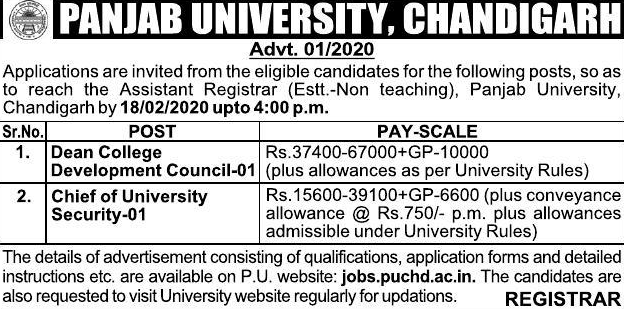 PANJAB UNIVERSITY, CHANDIGARH
Advt. 01/2020
Applications are invited from the eligible candidates for the following posts, so as
to reach the Assistant Registrar (Estt.-Non teaching), Panjab University,
Chandigarh by 18/02/2020 upto 4:00 p.m.
Sr.No. POST PAY-SCALE
1. Dean College Rs.37400-67000+GP-10000
Development Council-01 (plus allowances as per University Rules)
2. Chief of University Rs.15600-39100+GP-6600 (plus conveyance
Security-01 allowance @ Rs.750/- p.m. plus allowances
admissible under University Rules)
The details of advertisement consisting of qualifications, application forms and detailed
instructions etc. are available on P.U. website: jobs.puchd.ac.in. The candidates are
also requested to visit University website regularly for updations. REGISTRAR